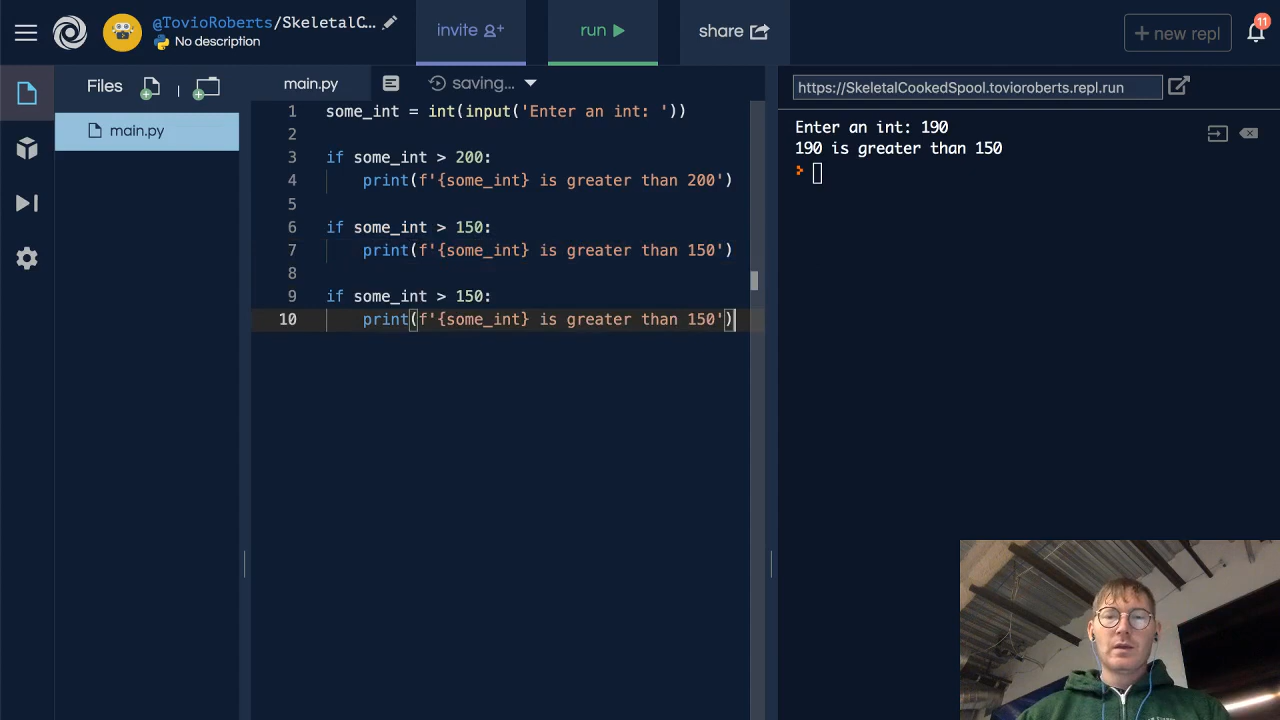 @TovioRoberts/SkeletalC...
No description
invite
run
share
+ new repl
11
Files
main.py
main.py
saving...
1 some_int = int(input('Enter an int: '))
2
3 if some_int > 200:
4 print(f'{some_int} is greater than 200')
5
6 if some_int > 150:
7 print(f'{some_int} is greater than 150')
8
9 if some_int > 150:
10 print(f'{some_int} is greater than 150')
https://SkeletalCookedSpool.tovioroberts.repl.run
Enter an int: 190
190 is greater than 150